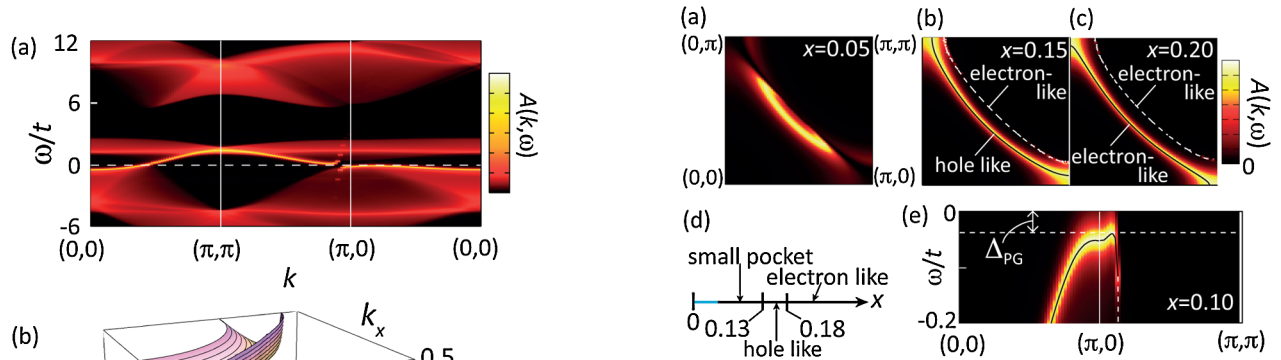 (a)
12
6
0
-6
ω/t
(0,0)
(π,π)
(π,0)
(0,0)
k
A(k,ω)
(b)
k_x
0.5
(a)
(0,π)
x=0.05
(π,π)
(0,0)
(π,0)
(b)
x=0.15
electron-
like
hole like
(c)
x=0.20
electron-
like
electron-
like
A(k,ω)
0
(d)
small pocket
electron like
x
0
0.13
0.18
hole like
(e)
0
ω/t
-0.2
Δ_PG
x=0.10
(0,0)
(π,0)
(π,π)